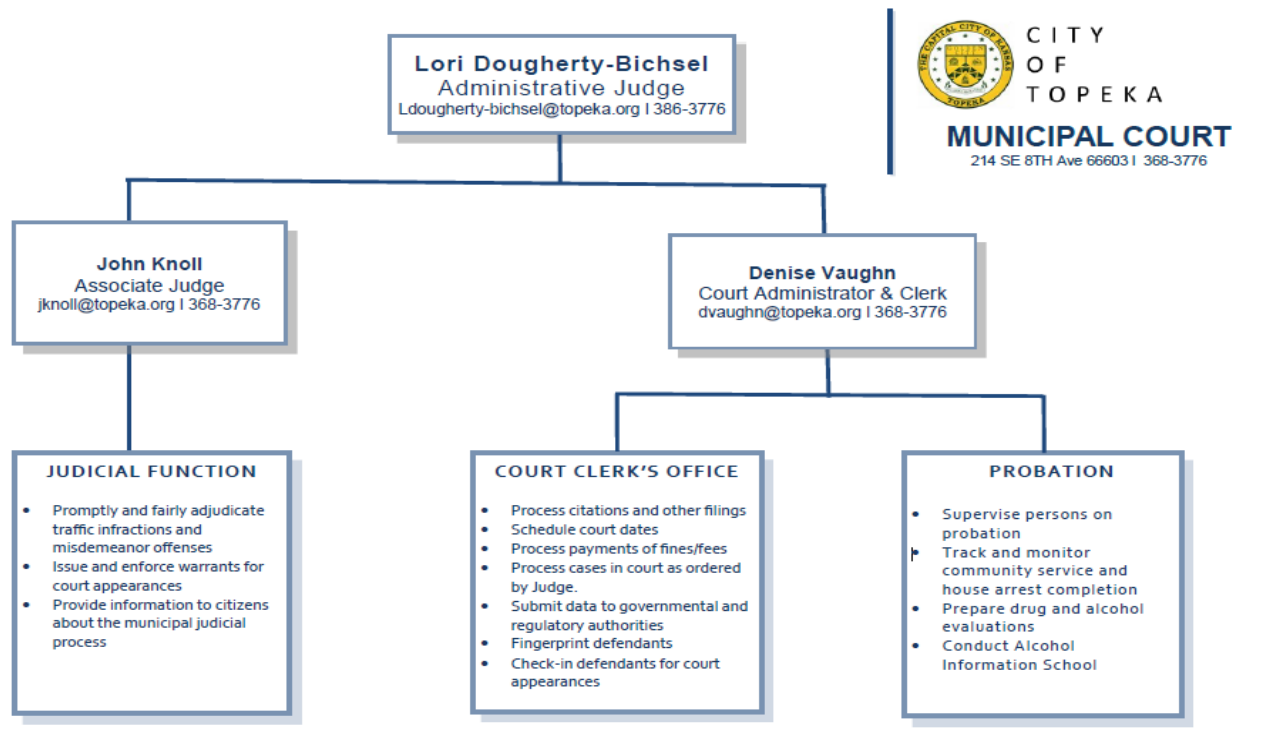 Lori Dougherty-Bichsel
Administrative Judge
Ldougherty-bichsel@topeka.org l 386-3776
THE CAPITAL CITY OF KANSAS
TOPEKA
CITY
OF
TOPEKA
MUNICIPAL COURT
214 SE 8TH Ave 66603 l 368-3776
John Knoll
Associate Judge
jknoll@topeka.org l 368-3776
Denise Vaughn
Court Administrator & Clerk
dvaughn@topeka.org l 368-3776
JUDICIAL FUNCTION
• Promptly and fairly adjudicate
traffic infractions and
misdemeanor offenses
• Issue and enforce warrants for
court appearances
• Provide information to citizens
about the municipal judicial
process
COURT CLERK'S OFFICE
• Process citations and other filings
• Schedule court dates
• Process payments of fines/fees
• Process cases in court as ordered
by Judge.
• Submit data to governmental and
regulatory authorities
• Fingerprint defendants
• Check-in defendants for court
appearances
PROBATION
• Supervise persons on
probation
• Track and monitor
community service and
house arrest completion
• Prepare drug and alcohol
evaluations
• Conduct Alcohol
Information School